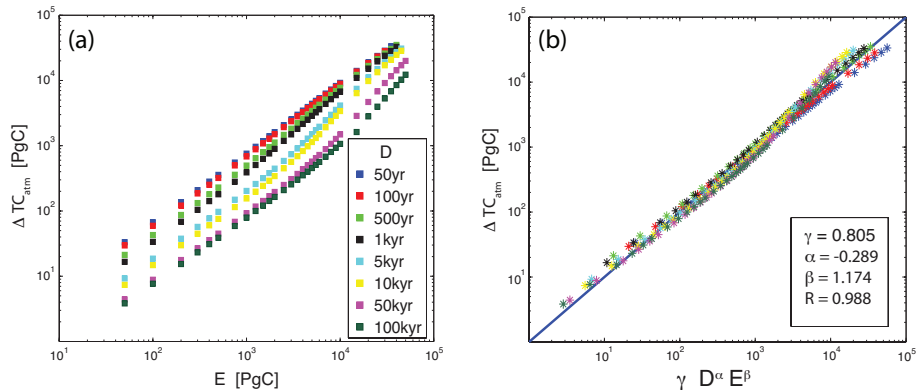 (a)
Δ TC_atm [PgC]
10^5
10^4
10^3
10^2
10^1
10^1 10^2 10^3 10^4 10^5
E [PgC]
D
50yr
100yr
500yr
1kyr
5kyr
10kyr
50kyr
100kyr
(b)
Δ TC_atm [PgC]
10^5
10^4
10^3
10^2
10^1
10^1 10^2 10^3 10^4 10^5
γ D^α E^β
γ = 0.805
α = -0.289
β = 1.174
R = 0.988